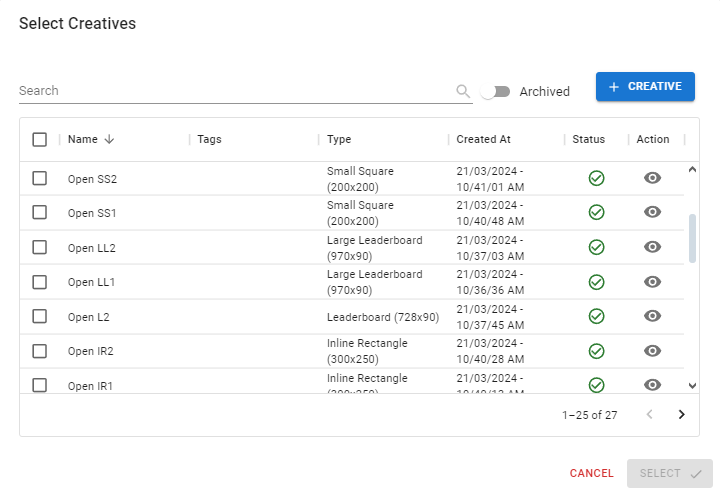 Select Creatives
Search
Archived
CREATIVE
Name Tags Type Created At Status Action
Open SS2 Small Square (200x200) 21/03/2024 - 10/41/01 AM
Open SS1 Small Square (200x200) 21/03/2024 - 10/40/48 AM
Open LL2 Large Leaderboard (970x90) 21/03/2024 - 10/37/03 AM
Open LL1 Large Leaderboard (970x90) 21/03/2024 - 10/36/36 AM
Open L2 Leaderboard (728x90) 21/03/2024 - 10/37/45 AM
Open IR2 Inline Rectangle (300x250) 21/03/2024 - 10/40/28 AM
Open IR1 Inline Rectangle 21/03/2024 -
1–25 of 27
CANCEL SELECT